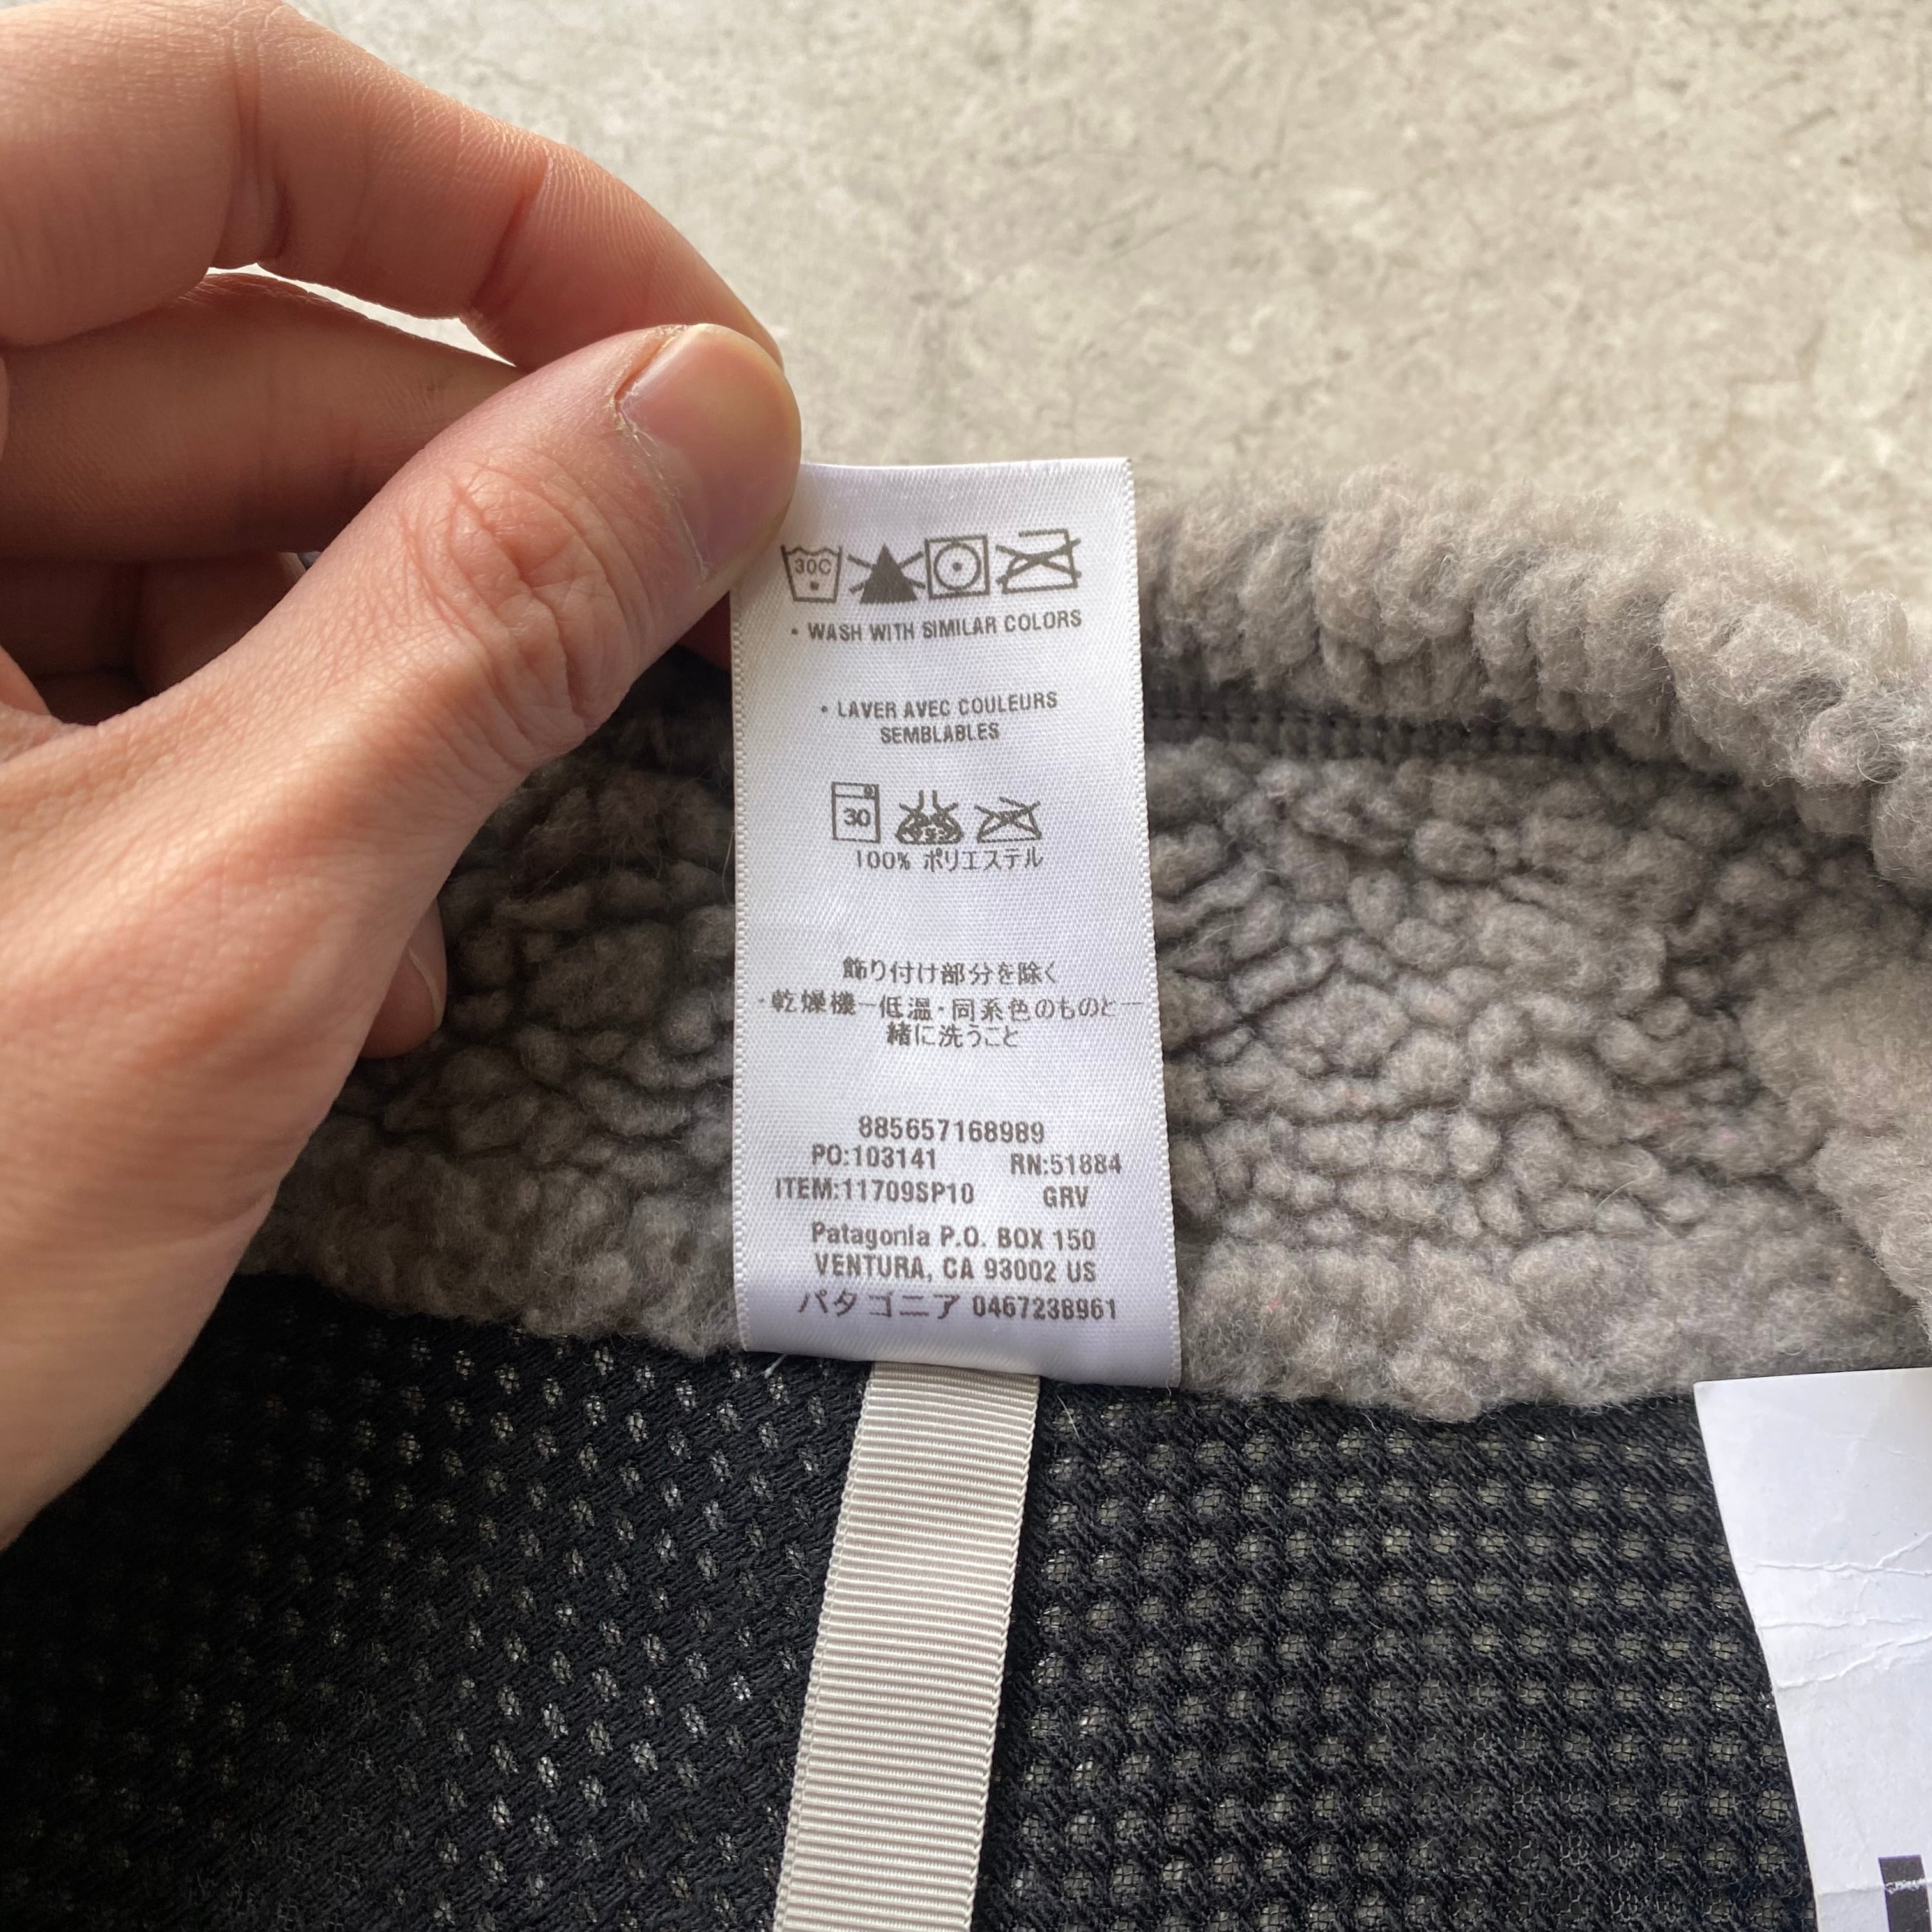 30C
• WASH WITH SIMILAR COLORS
• LAVER AVEC COULEURS
SEMBLABLES
30
100% ポリエステル
飾り付け部分を除く
・乾燥機－低温・同系色のものと一
緒に洗うこと
885657168989
PO:103141 RN:51884
ITEM:11709SP10 GRV
Patagonia P.O. BOX 150
VENTURA, CA 93002 US
パタゴニア 0467238961